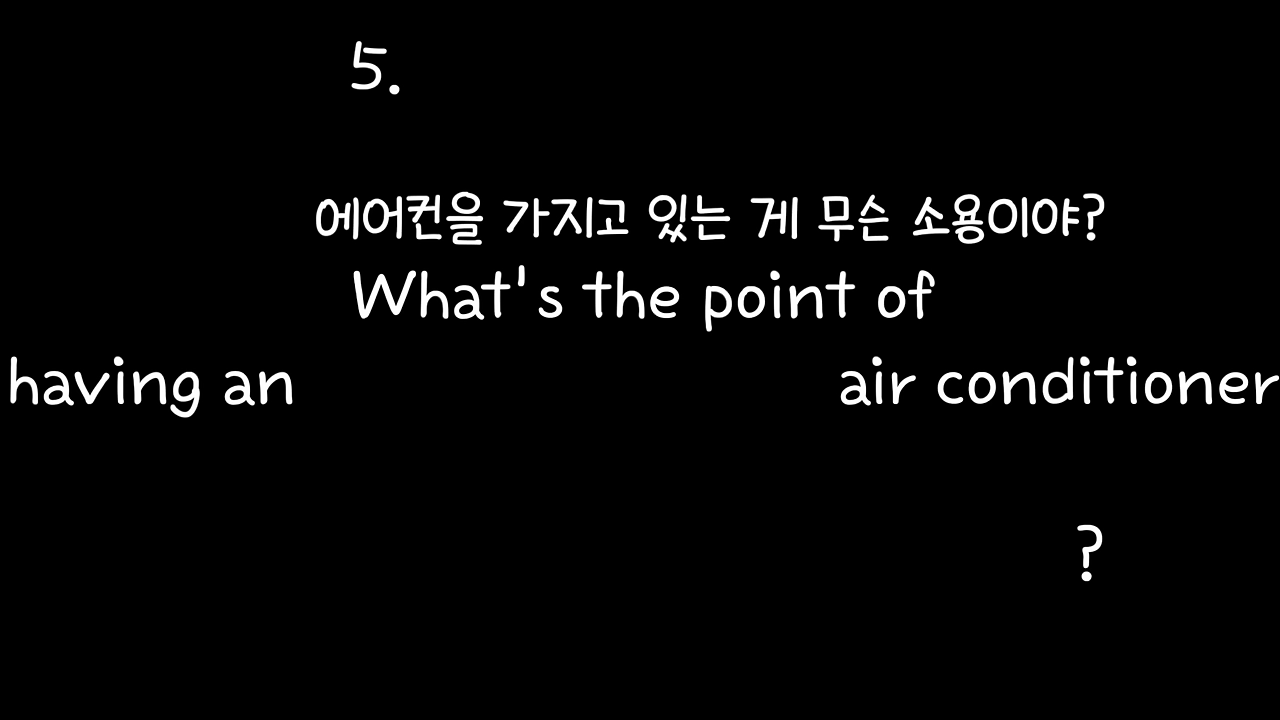 5.
에어컨을 가지고 있는 게 무슨 소용이야?
What's the point of
having an air conditioner
?